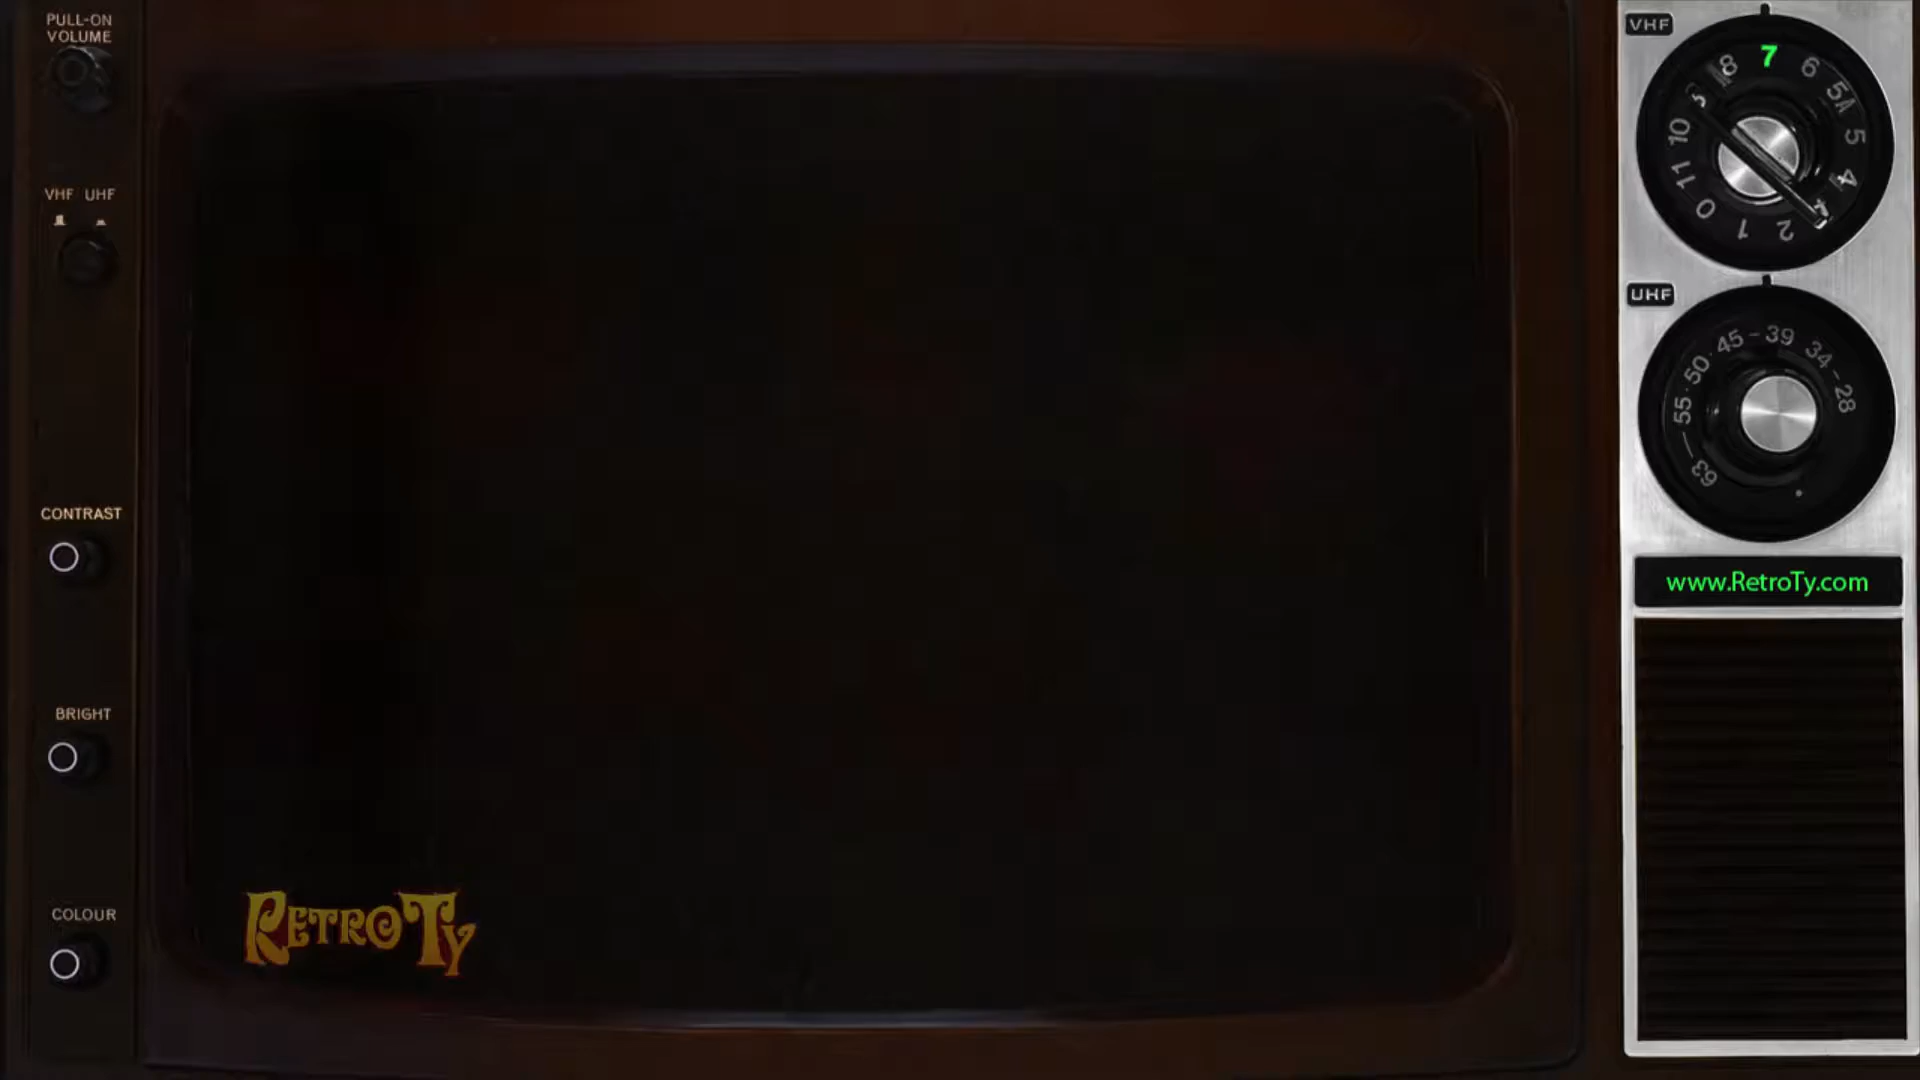 PULL-ON
VOLUME
VHF UHF
CONTRAST
BRIGHT
COLOUR
RETROTY
VHF
7
6
5A
5
4
2
1
0
11
10
8
UHF
63
55
50
45
39
34
28
www.RetroTy.com